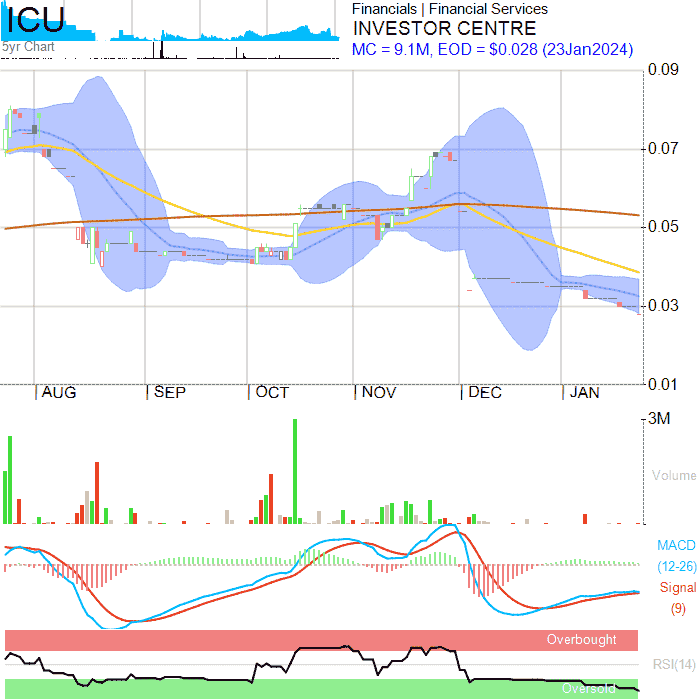 ICU
5yr Chart
Financials | Financial Services
INVESTOR CENTRE
MC = 9.1M, EOD = $0.028 (23Jan2024)
0.09
0.07
0.05
0.03
0.01
AUG SEP OCT NOV DEC JAN
3M
Volume
MACD
(12-26)
Signal
(9)
Overbought
RSI(14)
Oversold